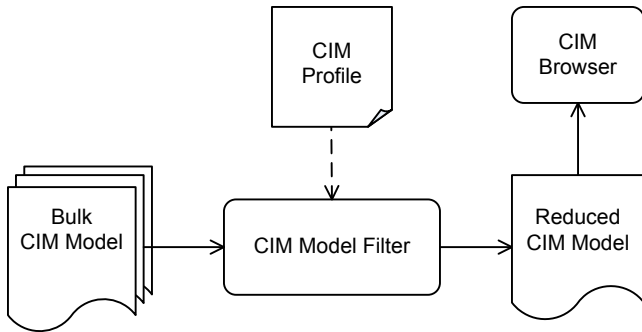 CIM
Profile
CIM
Browser
Bulk
CIM Model
CIM Model Filter
Reduced
CIM Model